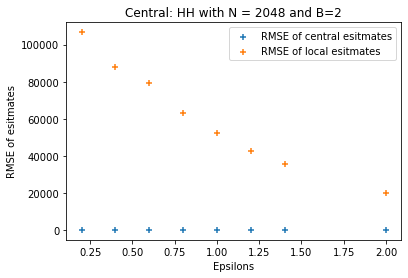 Central: HH with N = 2048 and B=2
RMSE of central esitmates
RMSE of local esitmates
RMSE of esitmates
100000
80000
60000
40000
20000
0
0.25
0.50
0.75
1.00
1.25
1.50
1.75
2.00
Epsilons